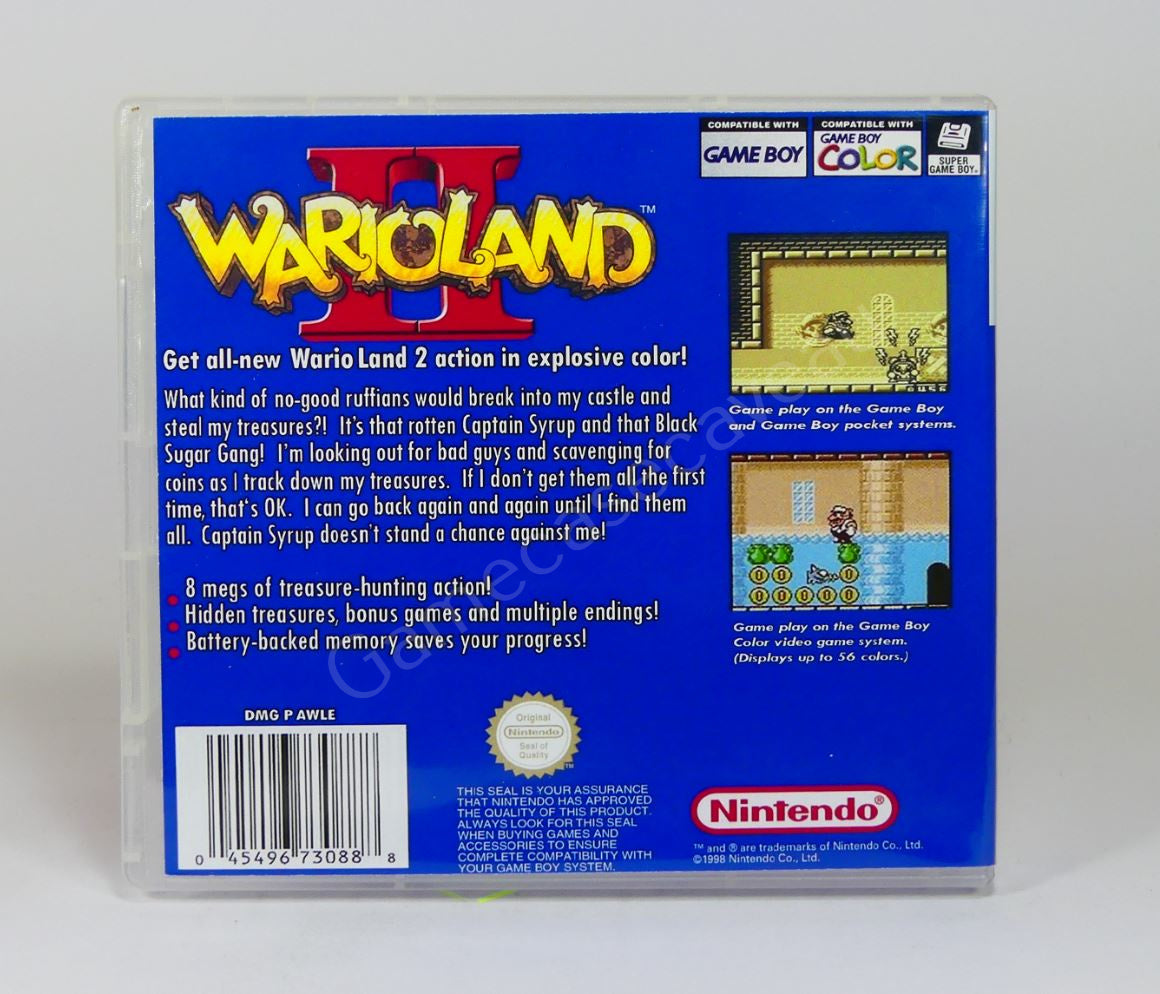 COMPATIBLE WITH
GAME BOY
COMPATIBLE WITH
GAME BOY
COLOR
SUPER
GAME BOY®
II
WARIO LAND™
Get all-new Wario Land 2 action in explosive color!
What kind of no-good ruffians would break into my castle and
steal my treasures?! It's that rotten Captain Syrup and that Black
Sugar Gang! I'm looking out for bad guys and scavenging for
coins as I track down my treasures. If I don't get them all the first
time, that's OK. I can go back again and again until I find them
all. Captain Syrup doesn't stand a chance against me!
8 megs of treasure-hunting action!
Hidden treasures, bonus games and multiple endings!
Battery-backed memory saves your progress!
Game play on the Game Boy
and Game Boy pocket systems.
Game play on the Game Boy
Color video game system.
(Displays up to 56 colors.)
DMG P AWLE
0 45496 73088 8
Original
Nintendo
Seal of
Quality
TM
THIS SEAL IS YOUR ASSURANCE
THAT NINTENDO HAS APPROVED
THE QUALITY OF THIS PRODUCT.
ALWAYS LOOK FOR THIS SEAL
WHEN BUYING GAMES AND
ACCESSORIES TO ENSURE
COMPLETE COMPATIBILITY WITH
YOUR GAME BOY SYSTEM.
Nintendo®
™ and ® are trademarks of Nintendo Co., Ltd.
©1998 Nintendo Co., Ltd.